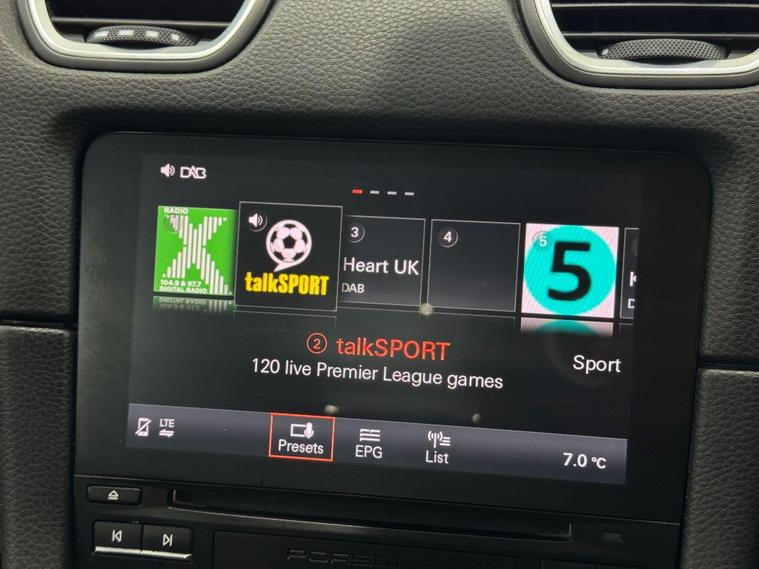 DAB
RADIO
X
104.9 & 97.7
DIGITAL RADIO
talkSPORT
3
Heart UK
DAB
4
5
5
2 talkSPORT
120 live Premier League games
Sport
LTE
Presets
EPG
List
7.0 °C
PORSCHE